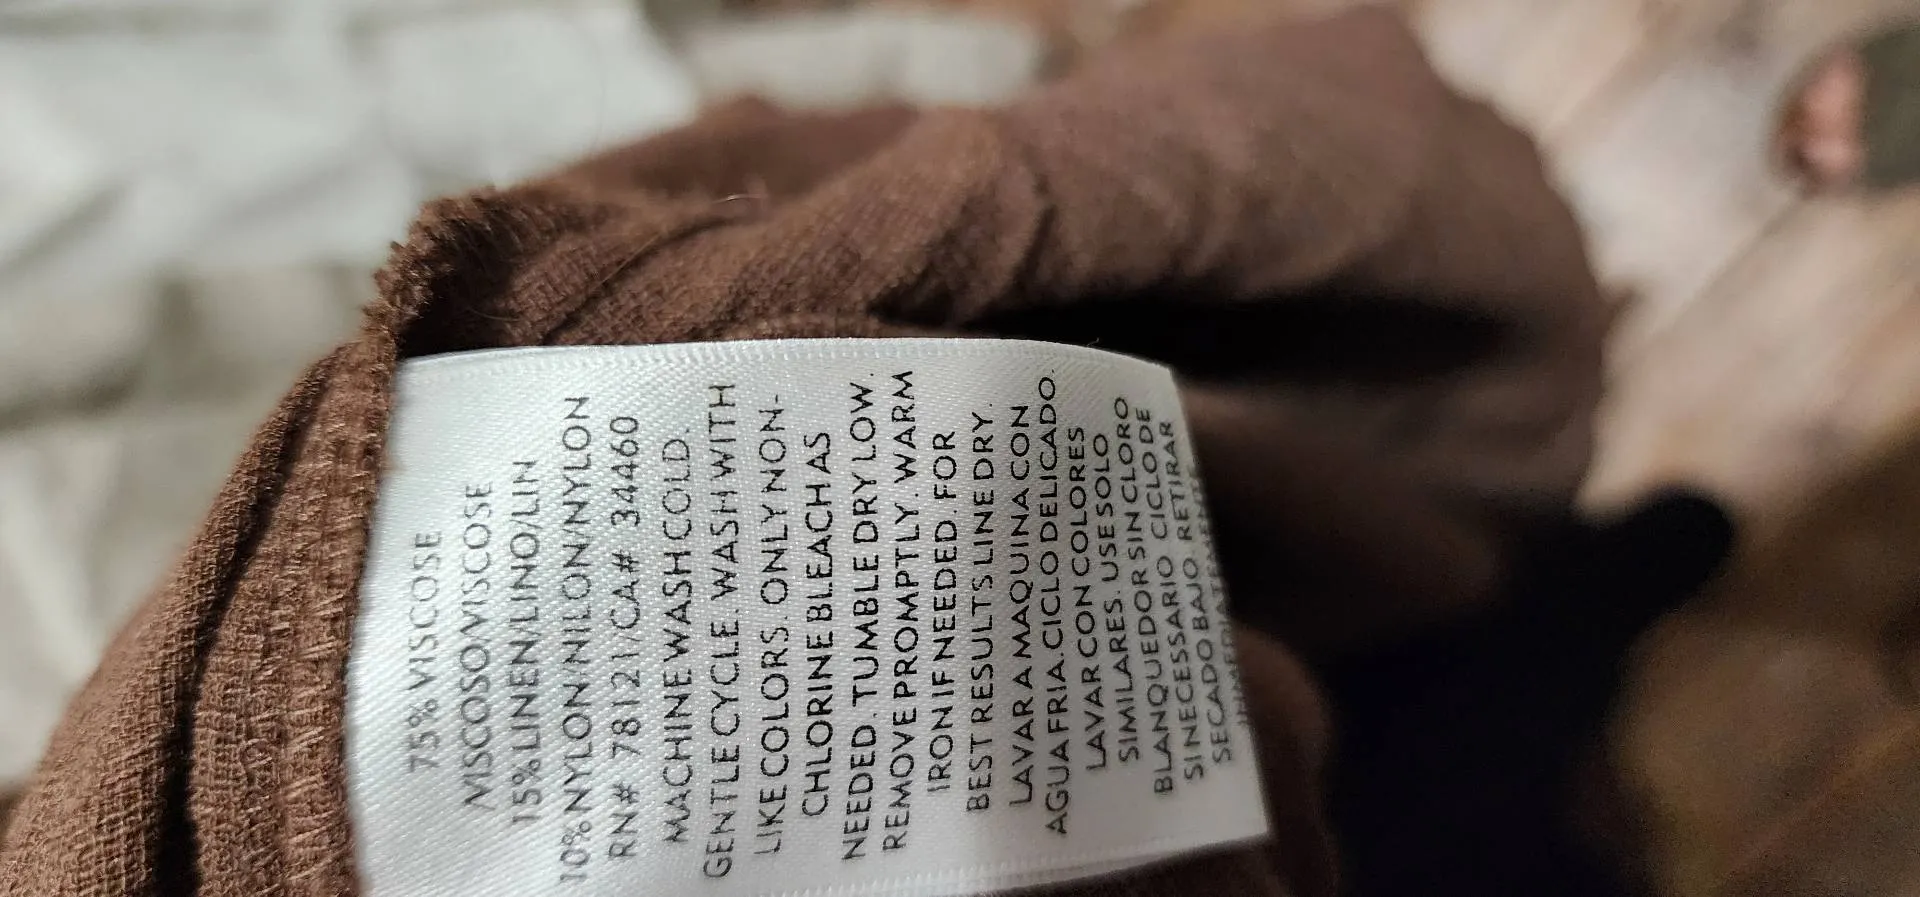 75% VISCOSE
/VISCOSO/VISCOSE
15% LINEN/LINO/LIN
10% NYLON/NILON/NYLON
RN# 78121/CA# 34460
MACHINE WASH COLD.
GENTLE CYCLE. WASH WITH
LIKE COLORS. ONLY NON-
CHLORINE BLEACH AS
NEEDED. TUMBLE DRY LOW.
REMOVE PROMPTLY. WARM
IRON IF NEEDED. FOR
BEST RESULTS LINE DRY.
LAVAR A MAQUINA CON
AGUA FRIA. CICLO DELICADO.
LAVAR CON COLORES
SIMILARES. USE SOLO
BLANQUEDOR SIN CLORO
SI NECESSARIO CICLO DE
SECADO BAJO. RETIRAR
INMEDIATEMENTE